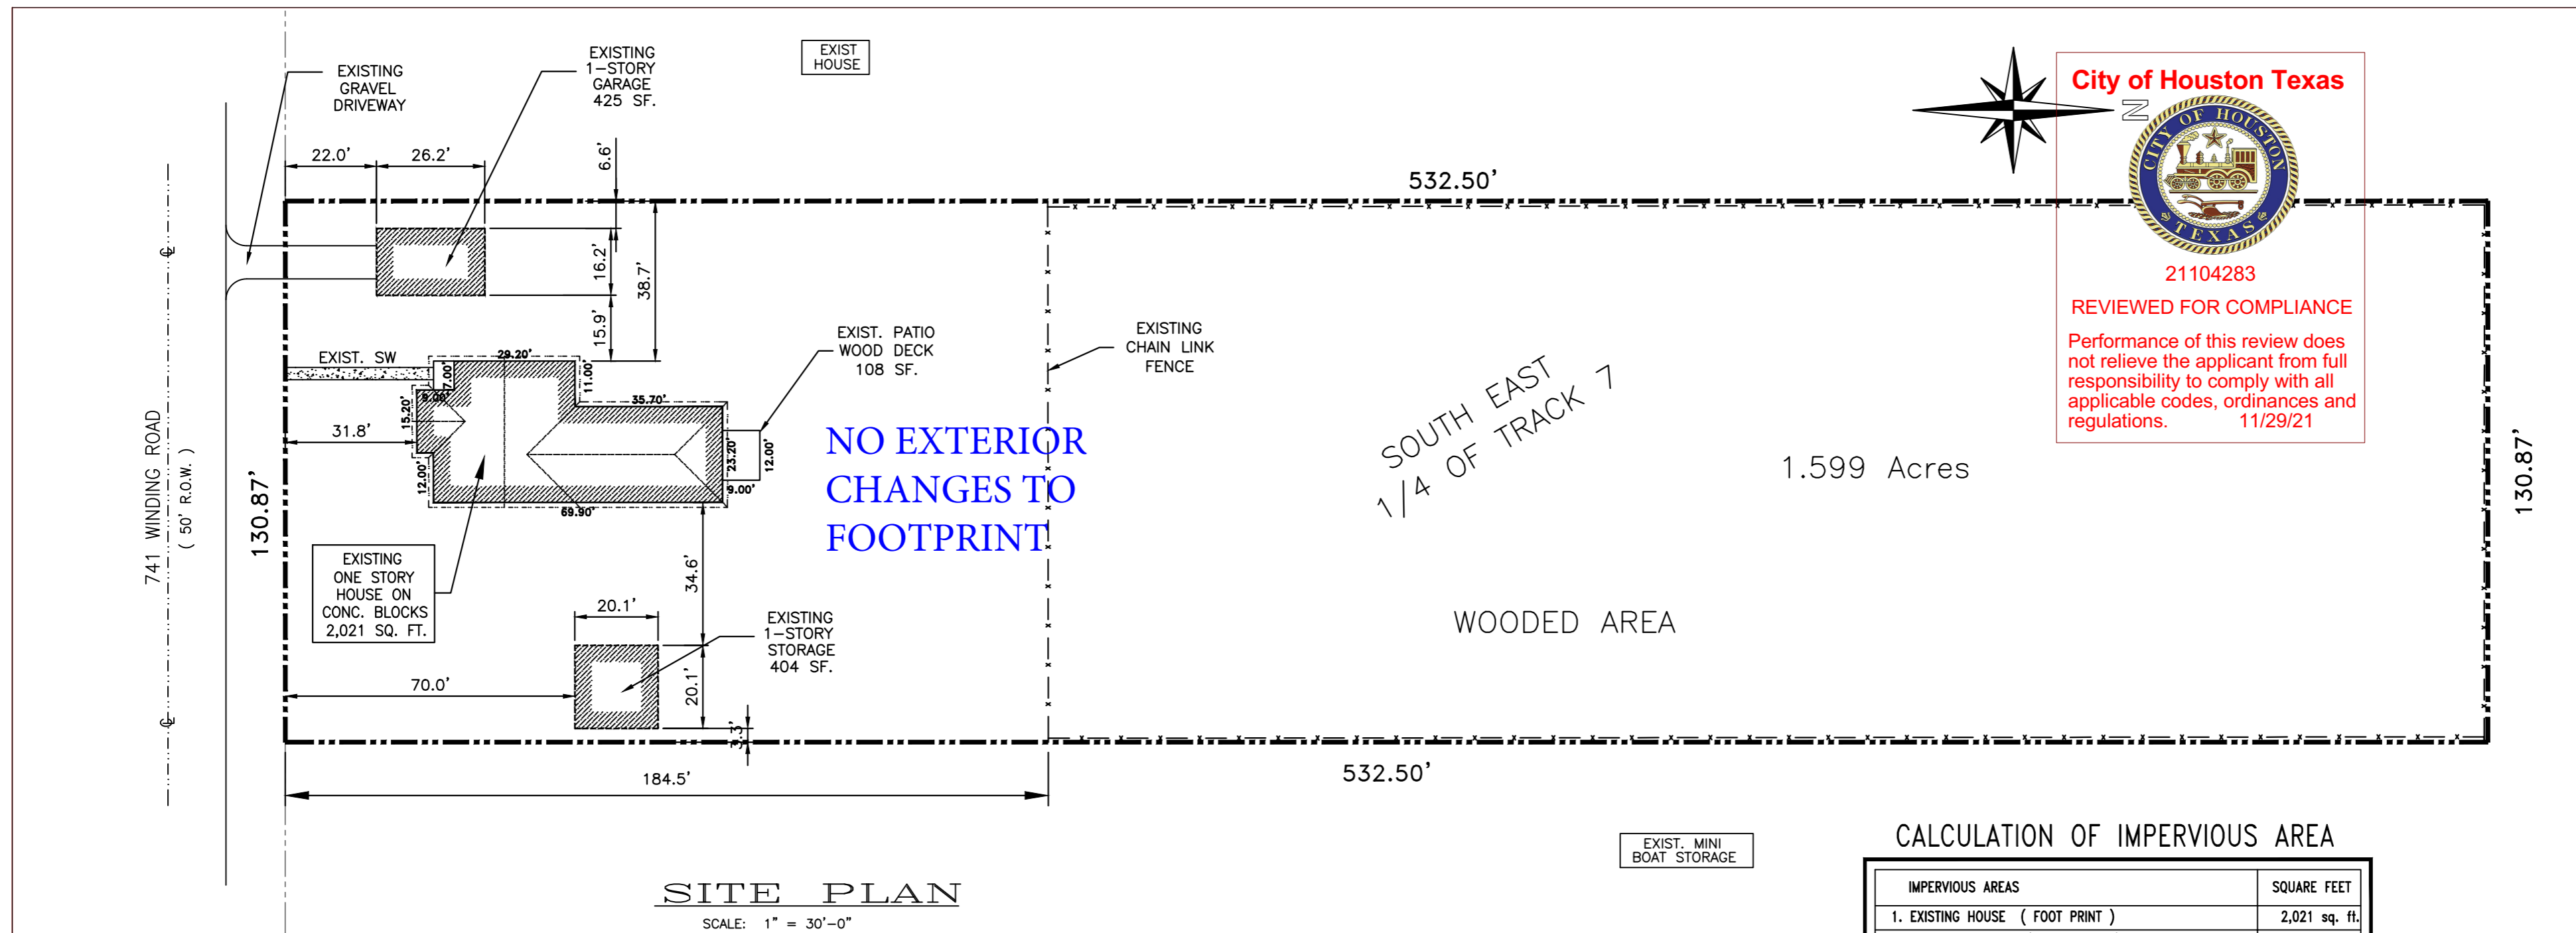 EXISTING
GRAVEL
DRIVEWAY
EXISTING
1-STORY
GARAGE
425 SF.
EXIST
HOUSE
22.0'
26.2'
6.6'
16.2'
38.7'
15.9'
532.50'
N
City of Houston Texas
CITY OF HOUSTON
TEXAS
21104283
REVIEWED FOR COMPLIANCE
Performance of this review does
not relieve the applicant from full
responsibility to comply with all
applicable codes, ordinances and
regulations. 11/29/21
EXIST. SW
29.20'
7.00'
11.00'
9.00'
15.20'
35.70'
31.8'
12.00'
23.20'
12.00'
9.00'
69.90'
EXIST. PATIO
WOOD DECK
108 SF.
EXISTING
CHAIN LINK
FENCE
NO EXTERIOR
CHANGES TO
FOOTPRINT
SOUTH EAST
1/4 OF TRACK 7
1.599 Acres
WOODED AREA
741 WINDING ROAD
( 50' R.O.W. )
℄
℄
130.87'
130.87'
EXISTING
ONE STORY
HOUSE ON
CONC. BLOCKS
2,021 SQ. FT.
34.6'
20.1'
EXISTING
1-STORY
STORAGE
404 SF.
70.0'
20.1'
3.3'
184.5'
532.50'
SITE PLAN
SCALE: 1" = 30'-0"
EXIST. MINI
BOAT STORAGE
CALCULATION OF IMPERVIOUS AREA
IMPERVIOUS AREAS SQUARE FEET
1. EXISTING HOUSE ( FOOT PRINT ) 2,021 sq. ft.